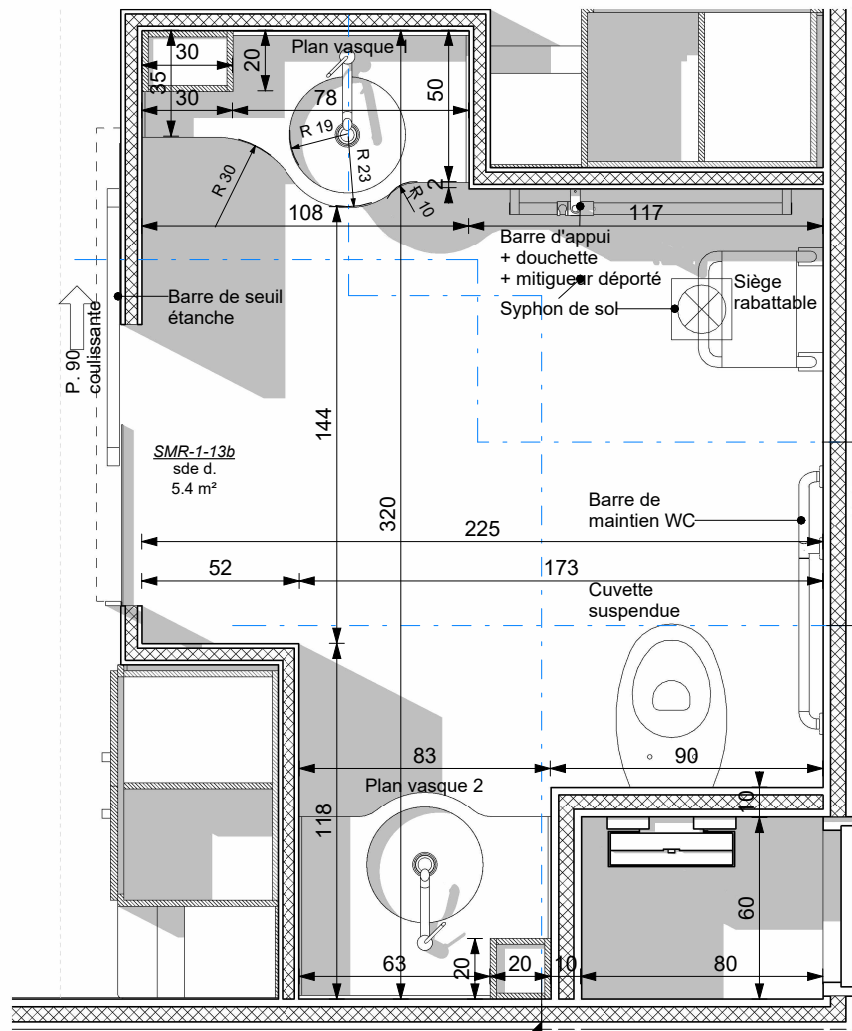 Plan vasque 1
30
20
35
50
30
78
R 19
R 23
R 30
R 10
2
108
117
Barre d'appui
+ douchette
+ mitigueur déporté
Siège
rabattable
Syphon de sol
Barre de seuil
étanche
P. 90
coulissante
144
SMR-1-13b
sde d.
5.4 m²
320
Barre de
maintien WC
225
52
173
Cuvette
suspendue
83
90
Plan vasque 2
10
118
60
20
63
20
10
80